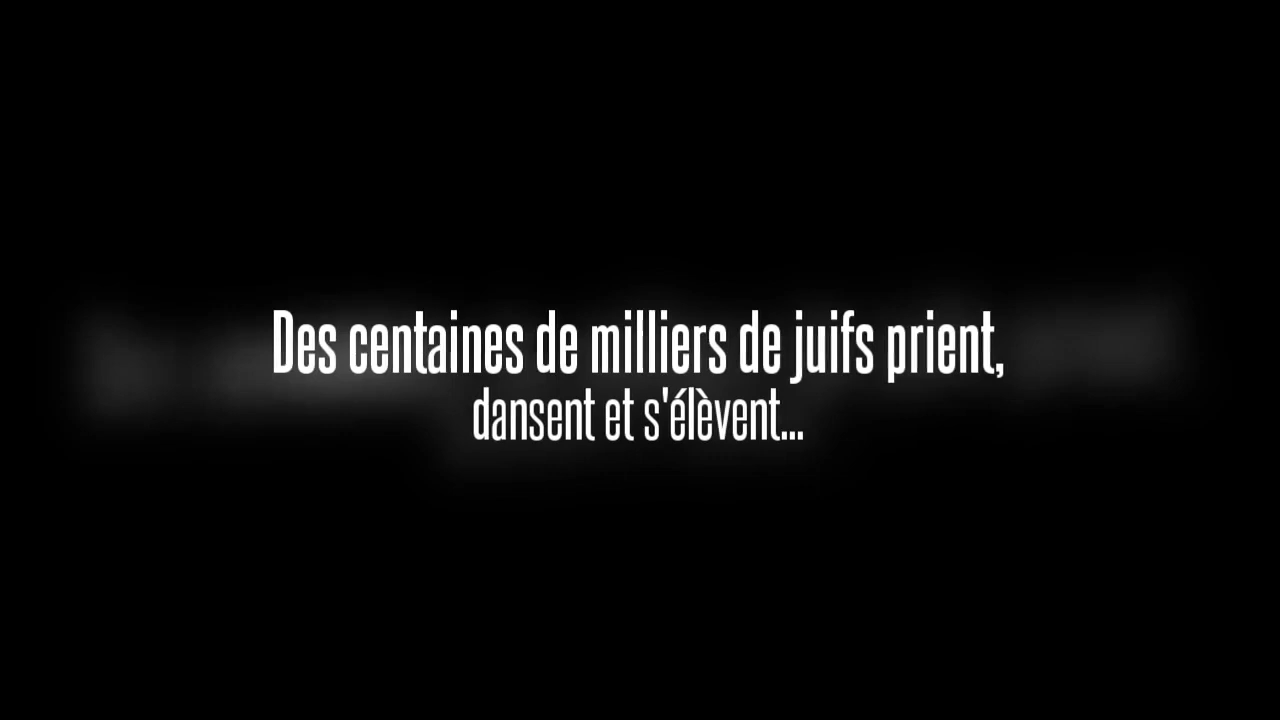 Des centaines de milliers de juifs prient,
dansent et s'élèvent...